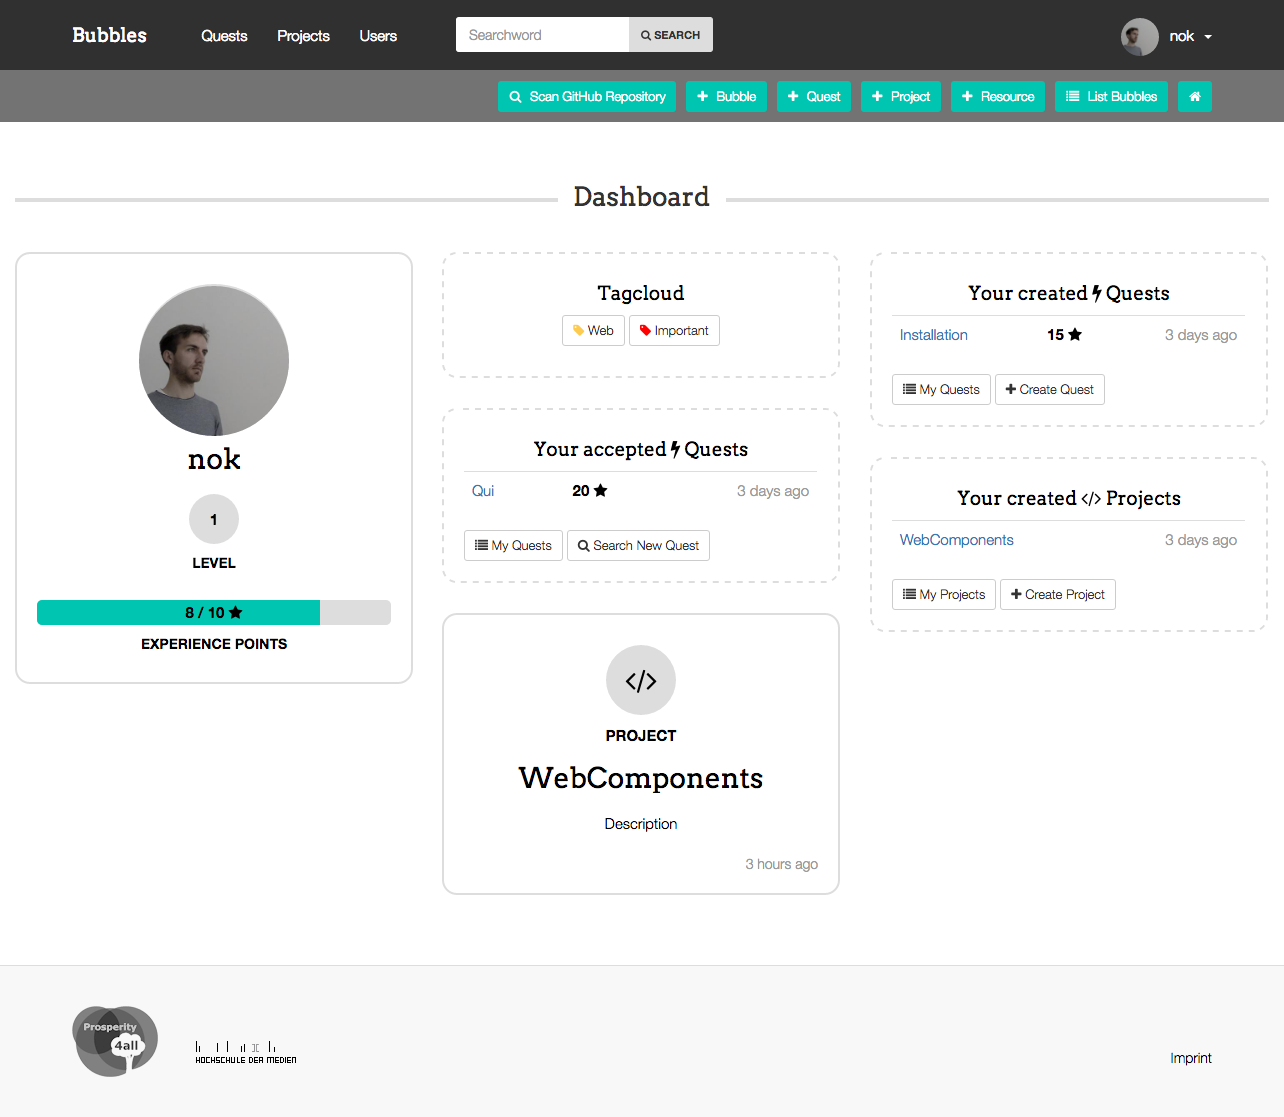 Bubbles Quests Projects Users Searchword SEARCH nok
Scan GitHub Repository Bubble Quest Project Resource List Bubbles
Dashboard
nok
1
LEVEL
8 / 10
EXPERIENCE POINTS
Tagcloud
Web Important
Your accepted Quests
Qui 20 3 days ago
My Quests Search New Quest
PROJECT
WebComponents
Description
3 hours ago
Your created Quests
Installation 15 3 days ago
My Quests Create Quest
Your created </> Projects
WebComponents 3 days ago
My Projects Create Project
Prosperity
4all
HOCHSCHULE DER MEDIEN
Imprint